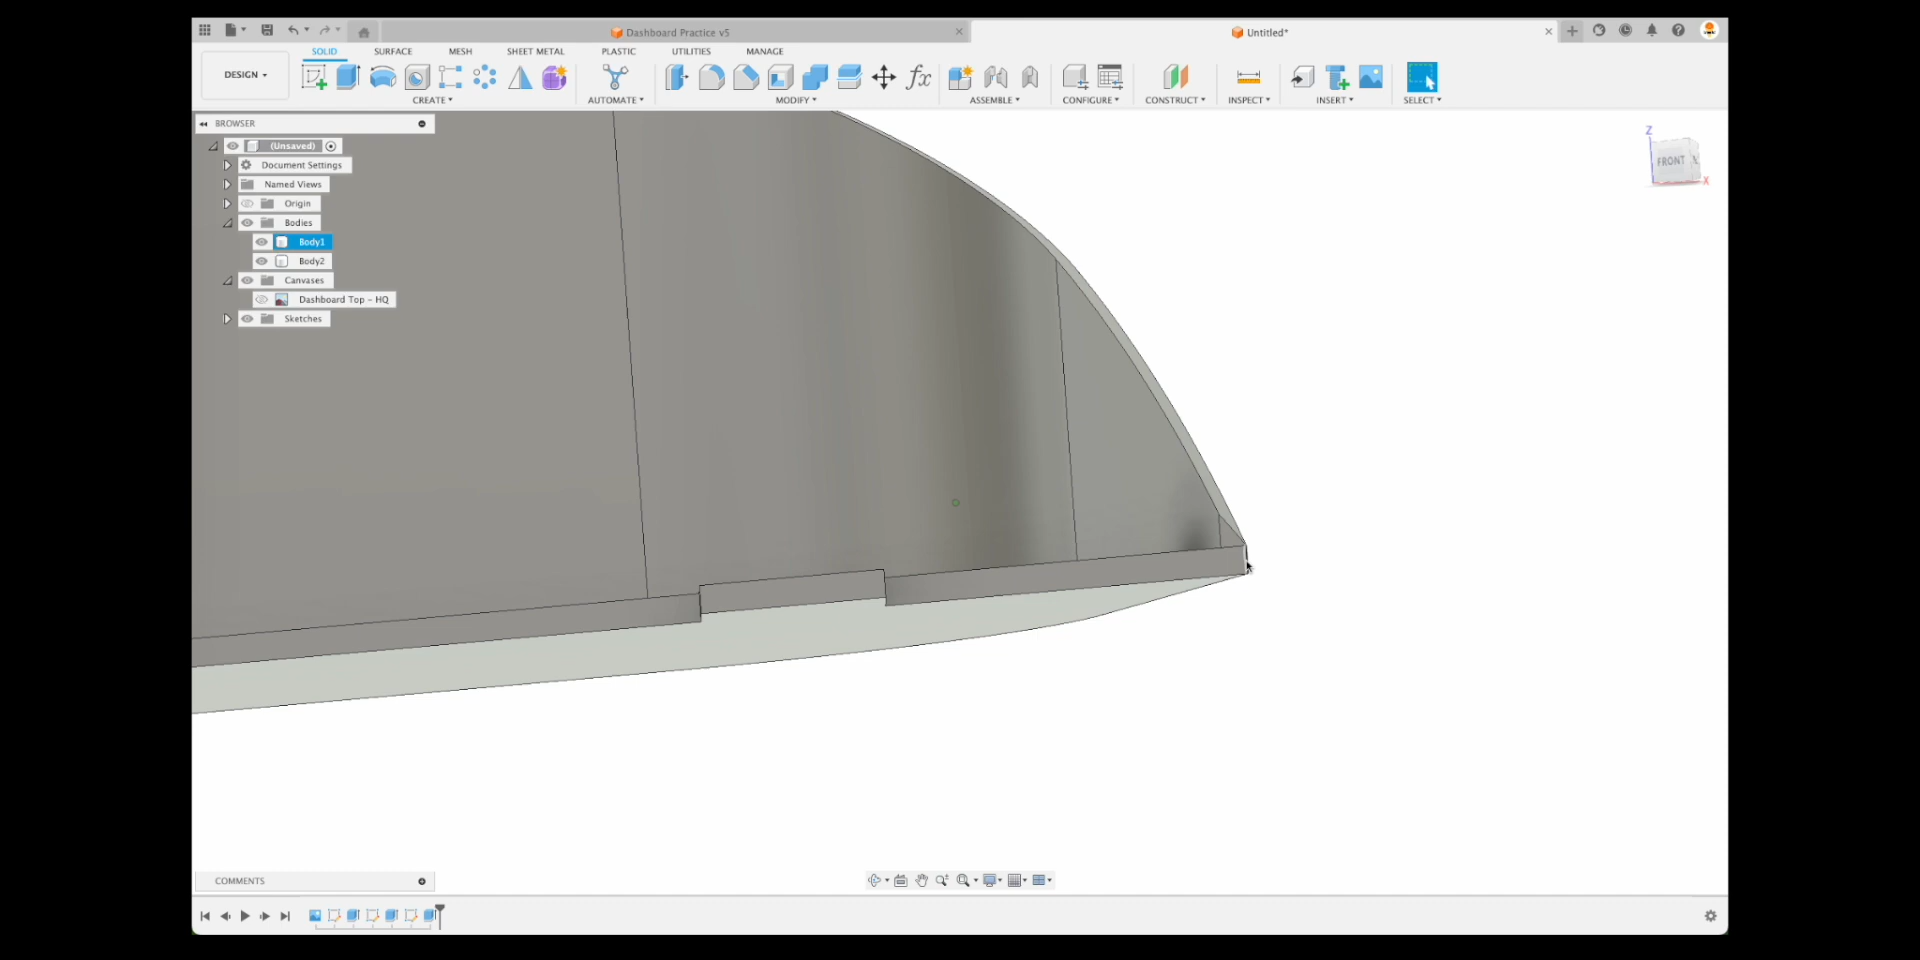 Dashboard Practice v5
Untitled*
SOLID SURFACE MESH SHEET METAL PLASTIC UTILITIES MANAGE
DESIGN
fx
CREATE AUTOMATE MODIFY ASSEMBLE CONFIGURE CONSTRUCT INSPECT INSERT SELECT
BROWSER
(Unsaved)
Document Settings
Named Views
Origin
Bodies
Body1
Body2
Canvases
Dashboard Top - HQ
Sketches
Z
FRONT
X
COMMENTS